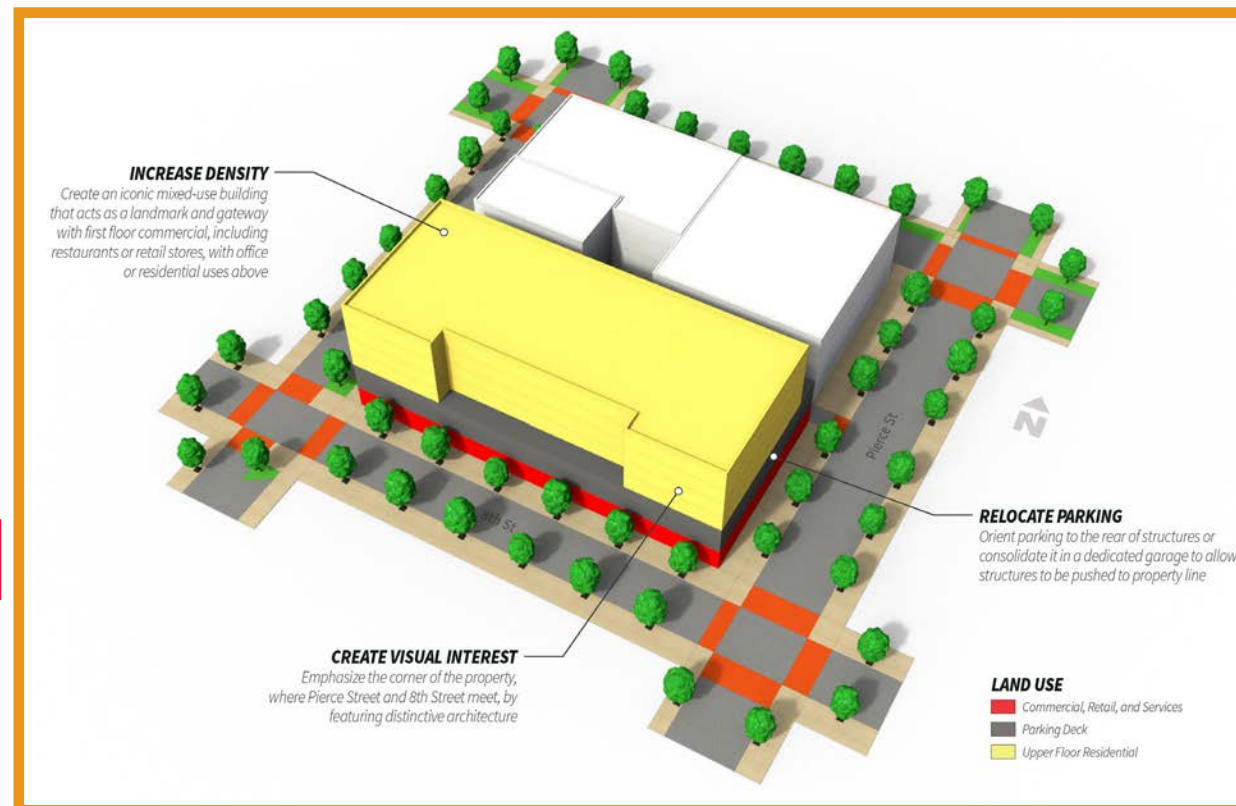 INCREASE DENSITY
Create an iconic mixed-use building
that acts as a landmark and gateway
with first floor commercial, including
restaurants or retail stores, with office
or residential uses above
N
Pierce St
8th St
RELOCATE PARKING
Orient parking to the rear of structures or
consolidate it in a dedicated garage to allow
structures to be pushed to property line
CREATE VISUAL INTEREST
Emphasize the corner of the property,
where Pierce Street and 8th Street meet, by
featuring distinctive architecture
LAND USE
Commercial, Retail, and Services
Parking Deck
Upper Floor Residential